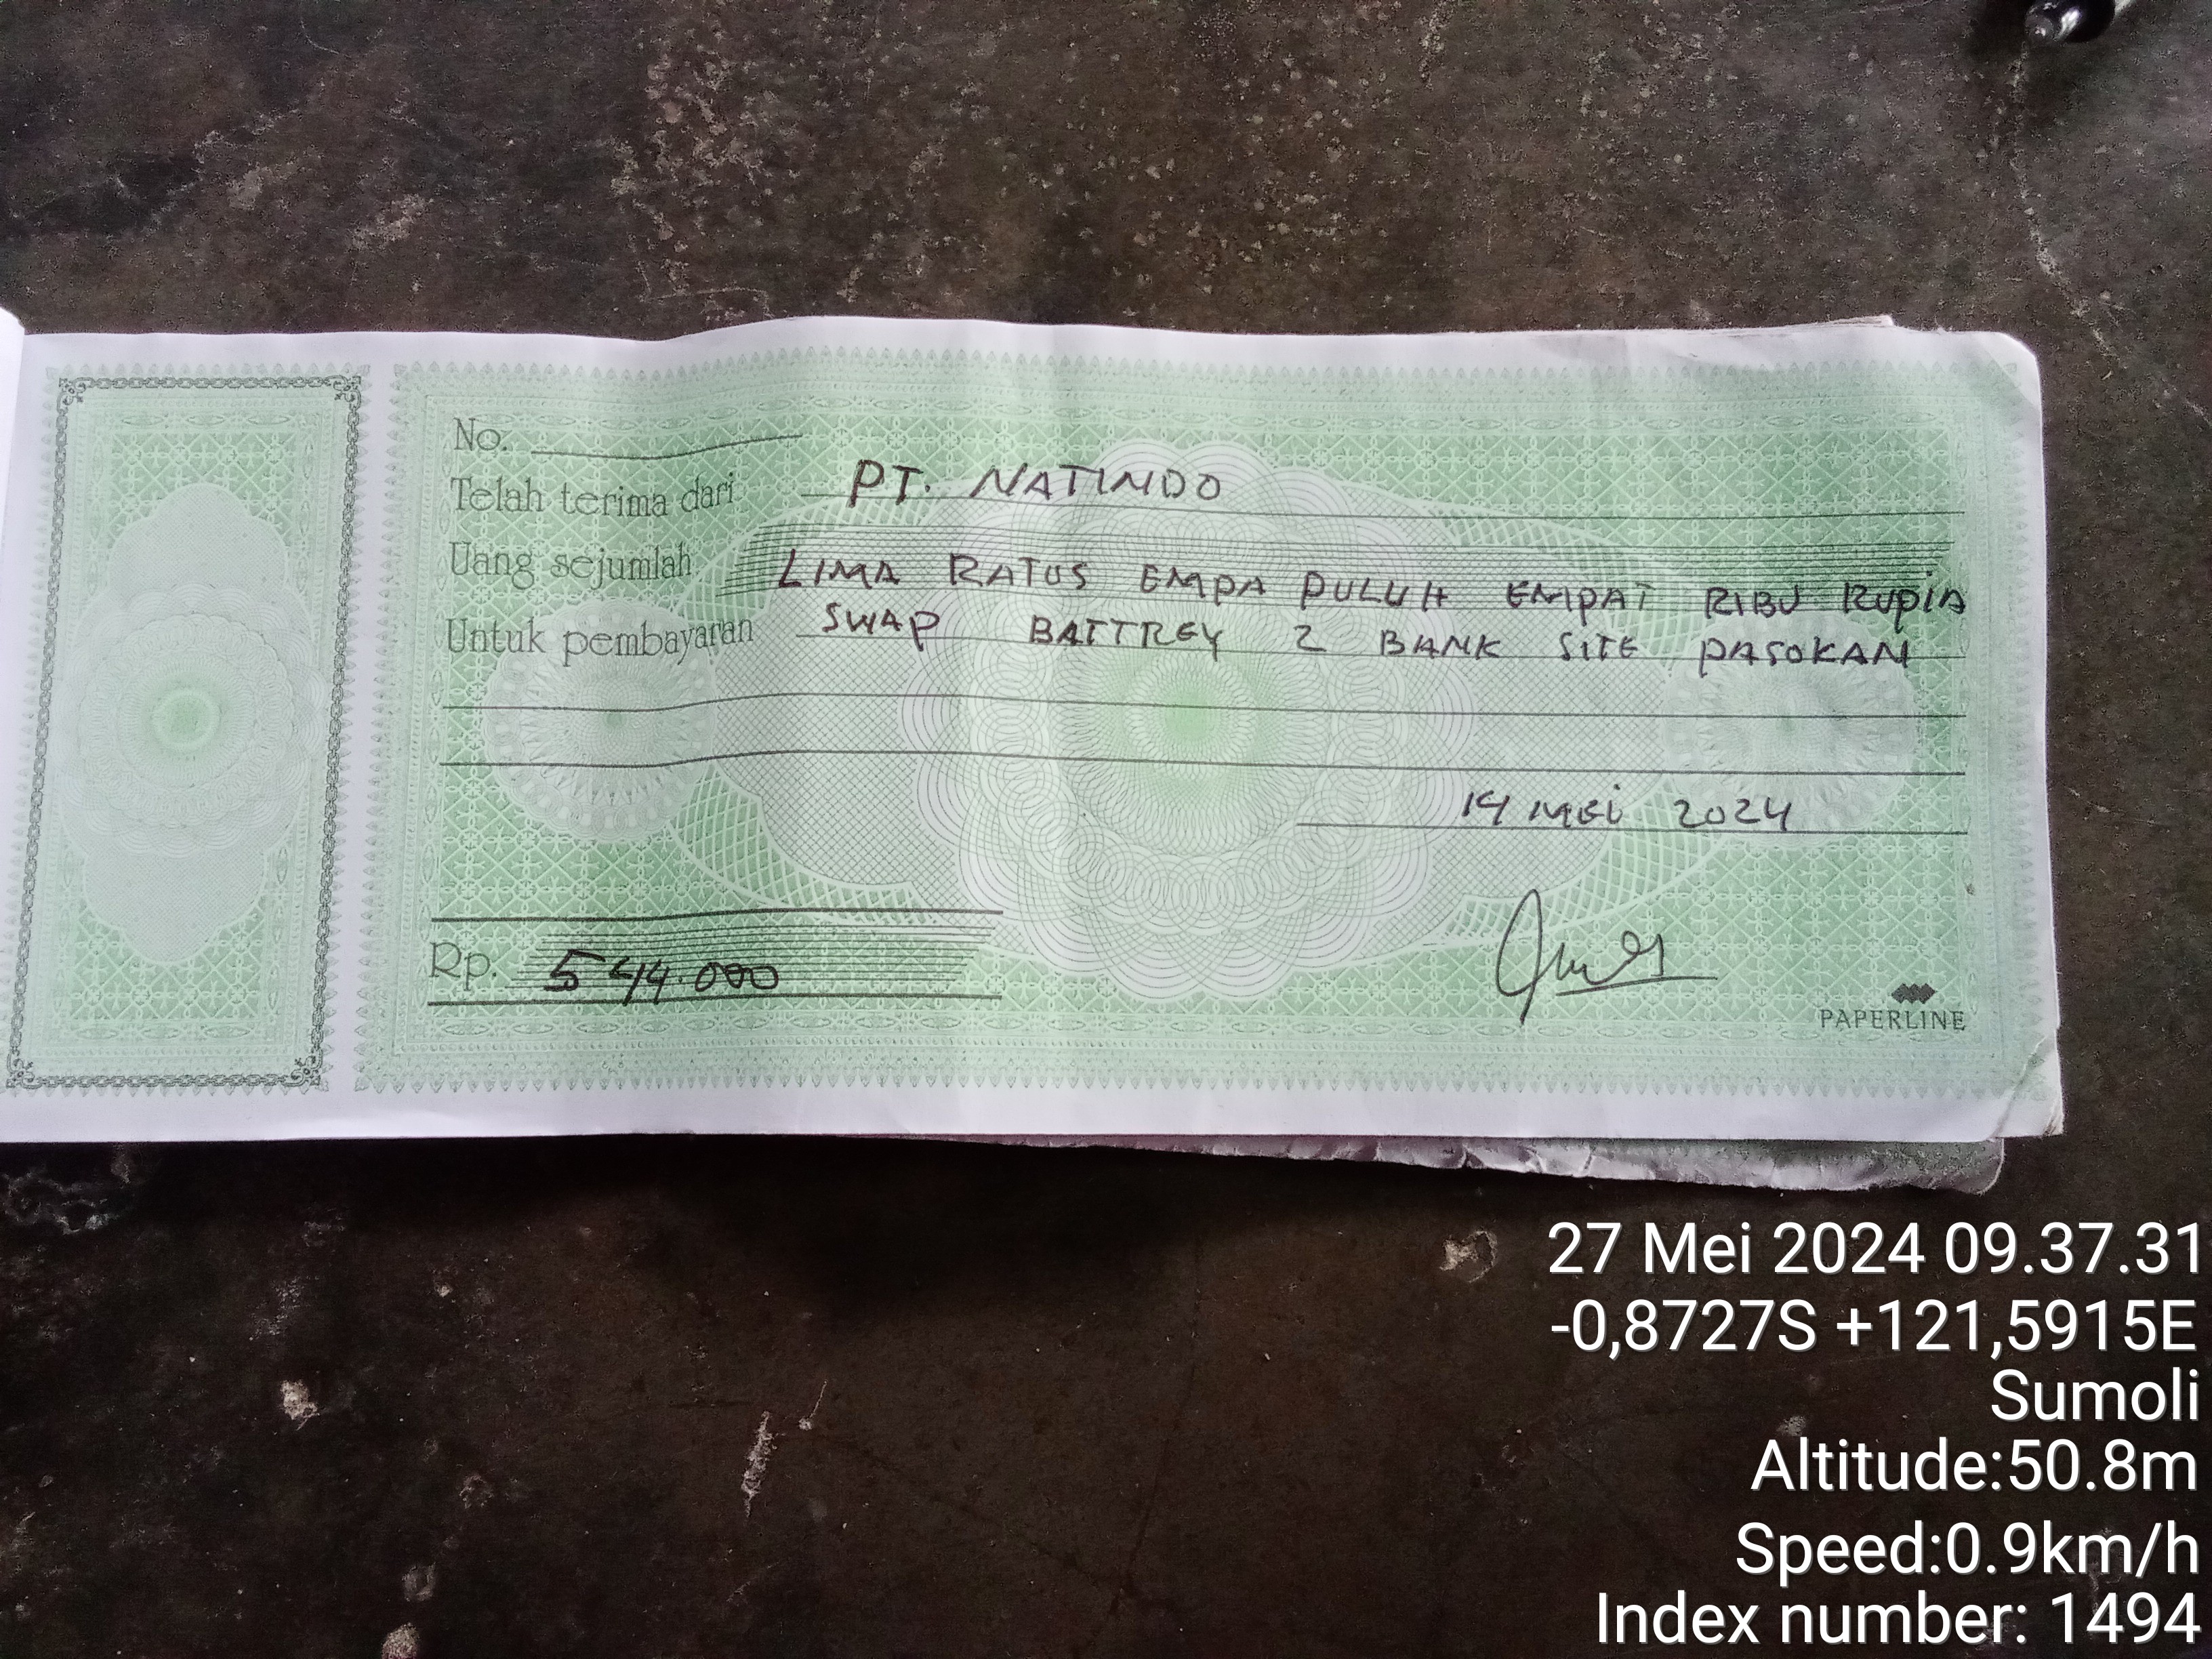 No.
Telah terima dari PT. NATINDO
Uang sejumlah LIMA RATUS EMPA PULUH EMPAT RIBU RUPIA
Untuk pembayaran SWAP BATTREY 2 BANK SITE PASOKAN
14 MEI 2024
Rp. 544.000
PAPERLINE
27 Mei 2024 09.37.31
-0,8727S +121,5915E
Sumoli
Altitude:50.8m
Speed:0.9km/h
Index number: 1494